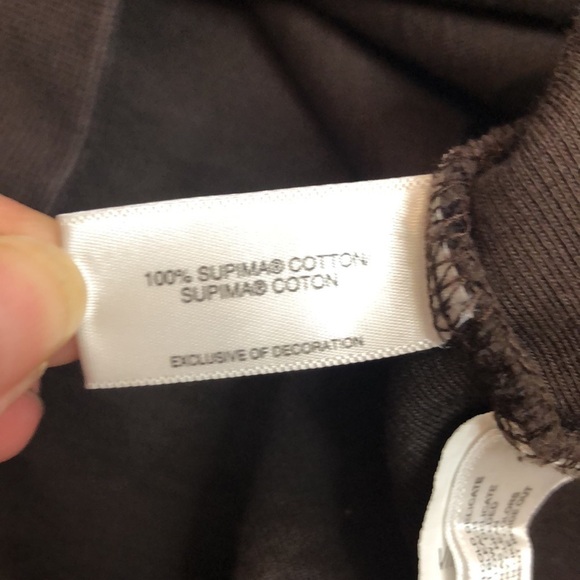 100% SUPIMA® COTTON
SUPIMA® COTON
EXCLUSIVE OF DECORATION